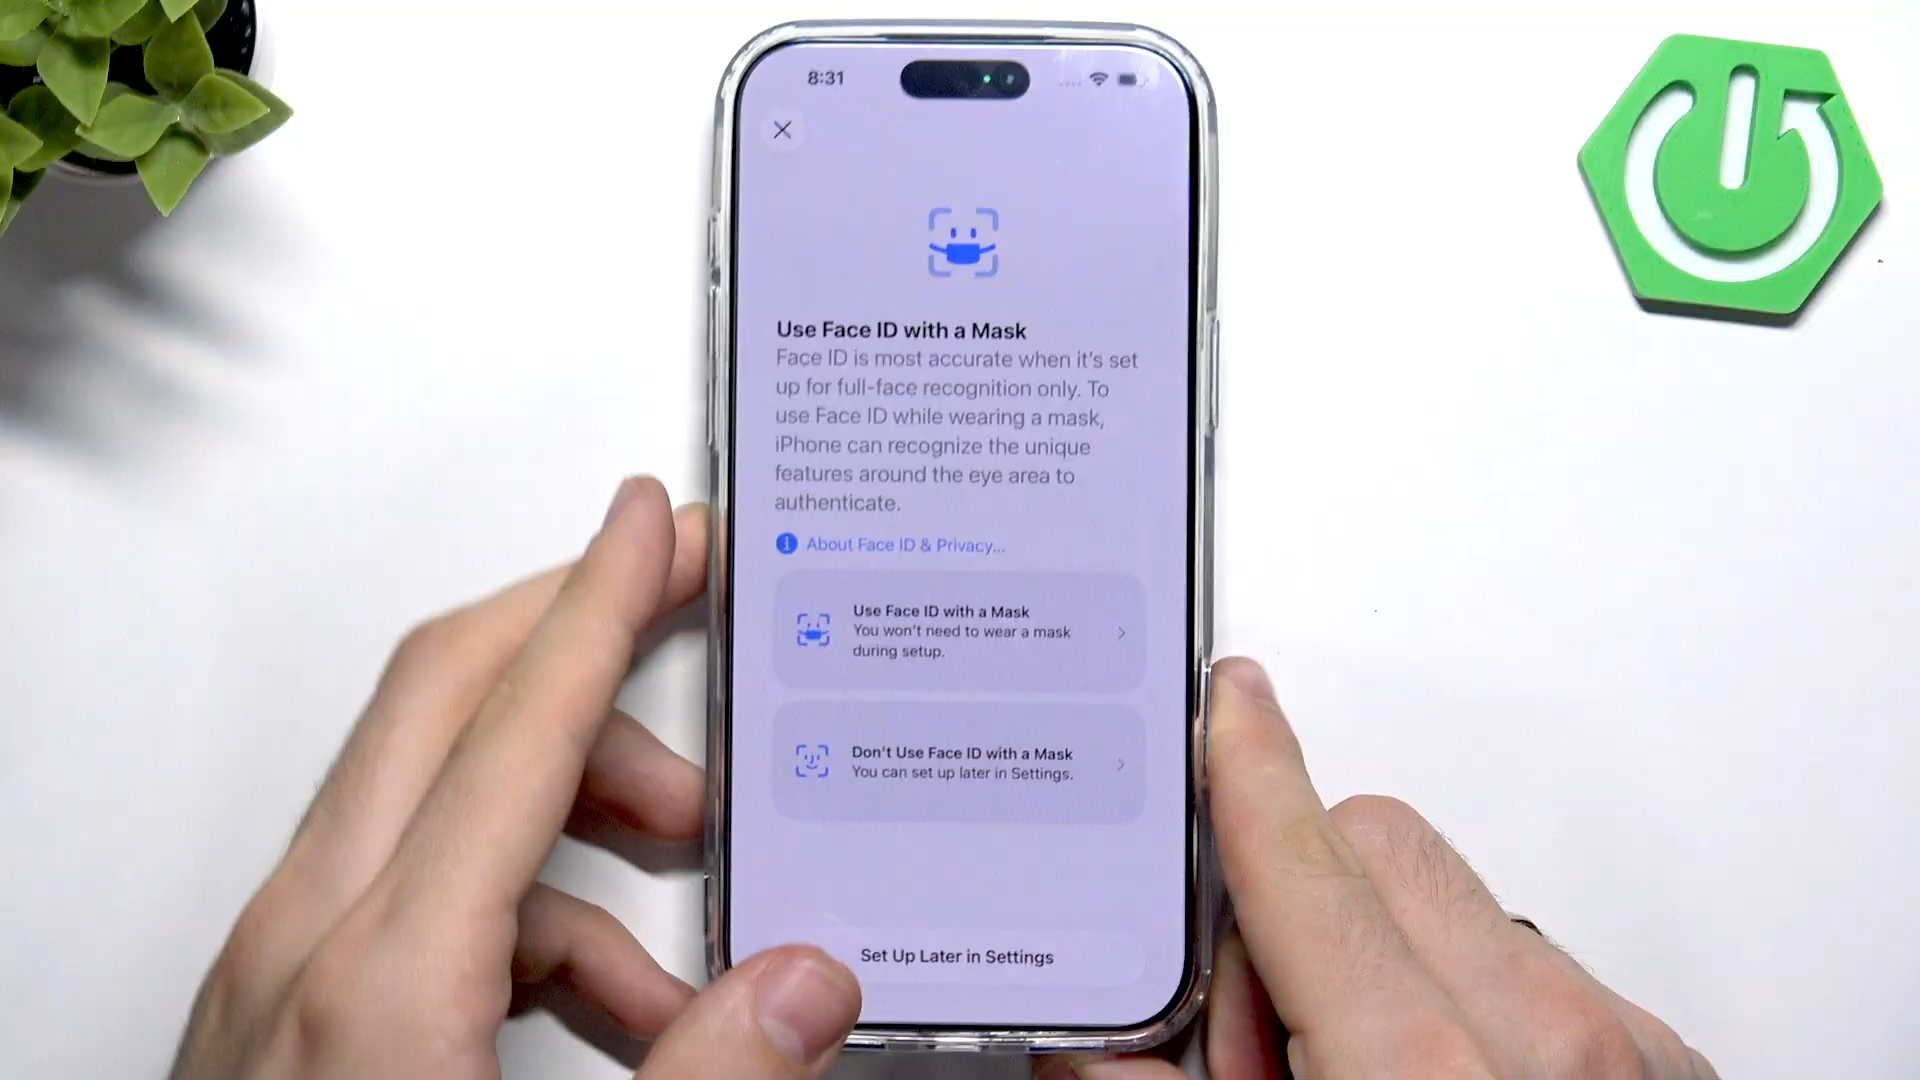 8:31
Use Face ID with a Mask
Face ID is most accurate when it's set
up for full-face recognition only. To
use Face ID while wearing a mask,
iPhone can recognize the unique
features around the eye area to
authenticate.
About Face ID & Privacy...
Use Face ID with a Mask
You won't need to wear a mask
during setup.
Don't Use Face ID with a Mask
You can set up later in Settings.
Set Up Later in Settings